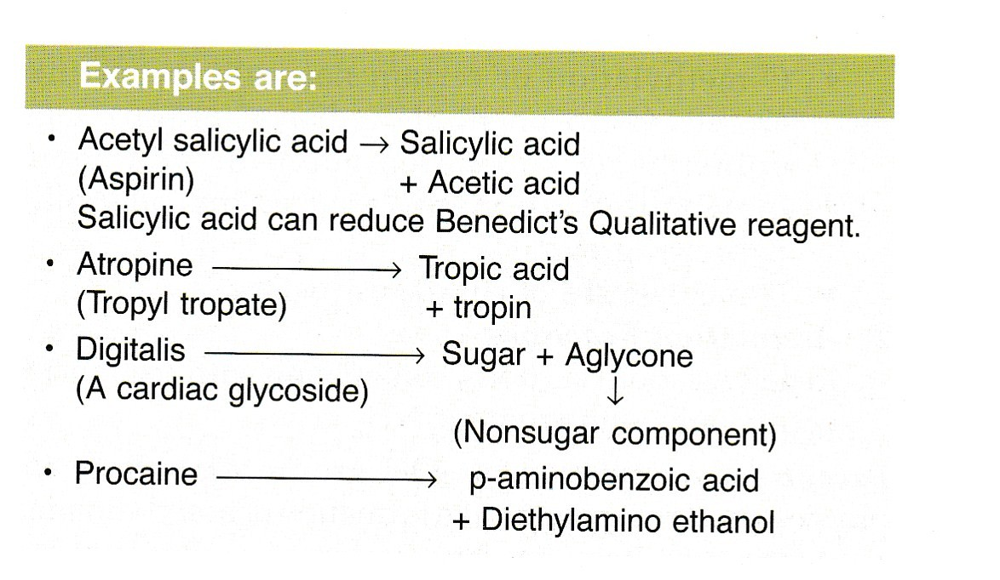 Examples are:
• Acetyl salicylic acid → Salicylic acid
(Aspirin) + Acetic acid
Salicylic acid can reduce Benedict's Qualitative reagent.
• Atropine → Tropic acid
(Tropyl tropate) + tropin
• Digitalis → Sugar + Aglycone
(A cardiac glycoside) ↓
(Nonsugar component)
• Procaine → p-aminobenzoic acid
+ Diethylamino ethanol